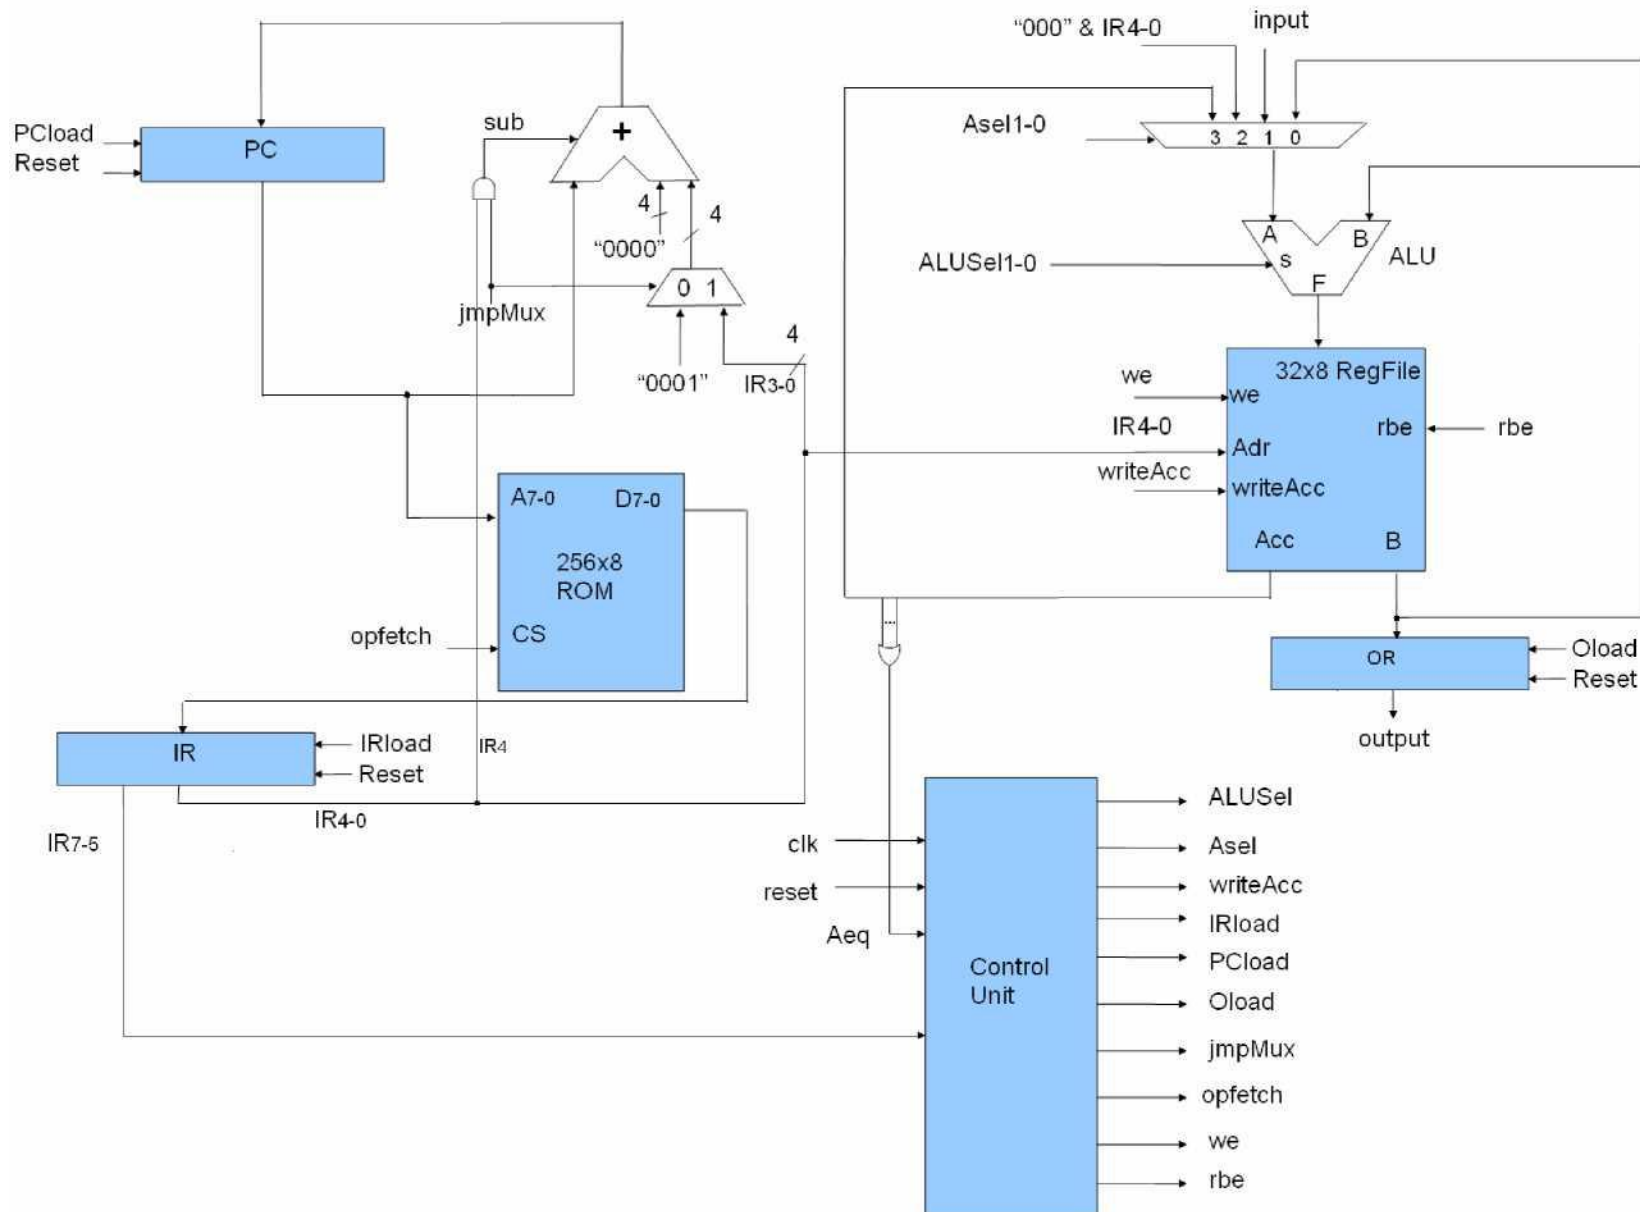 "000" & IR4-0
input
Asel1-0
3 2 1 0
sub
+
PCload
Reset
PC
4
4
"0000"
0 1
jmpMux
"0001"
4
IR3-0
A
B
s
F
ALU
ALUSel1-0
32x8 RegFile
we
we
IR4-0
Adr
rbe
rbe
writeAcc
writeAcc
Acc
B
A7-0
D7-0
256x8
ROM
opfetch
CS
...
OR
Oload
Reset
output
IR
IRload
Reset
IR4
IR4-0
IR7-5
clk
reset
Aeq
Control
Unit
ALUSel
Asel
writeAcc
IRload
PCload
Oload
jmpMux
opfetch
we
rbe